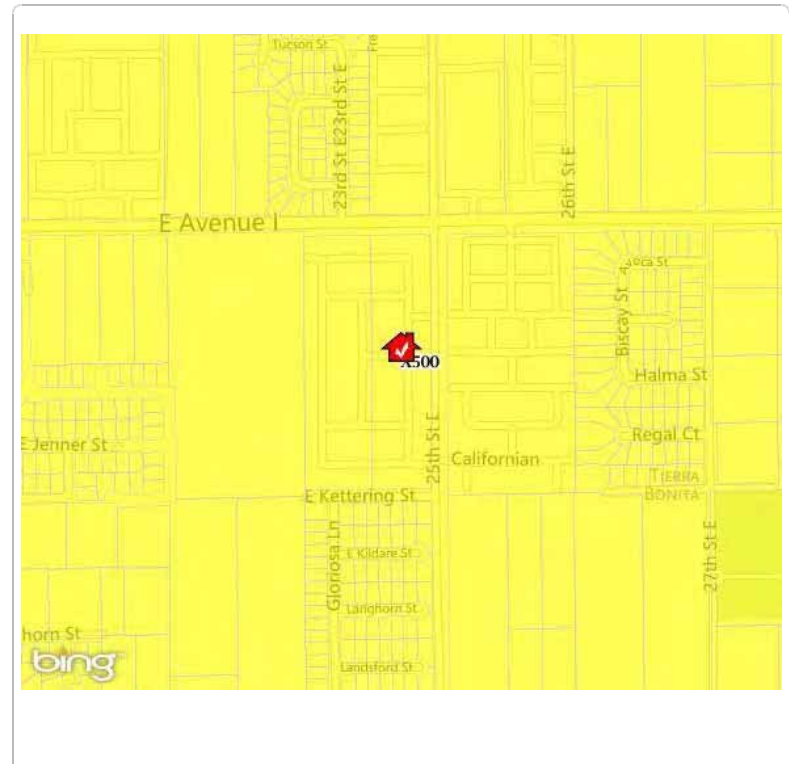 Tucson St
23rd St E
23rd St E
26th St E
E Avenue I
Biscay St
X500
Halma St
E Jenner St
Regal Ct
25th St E
Californian
TIERRA
BONITA
E Kettering St
Gloriosa Ln
E Kildare St
27th St E
Langhorn St
horn St
bing
Landsford St